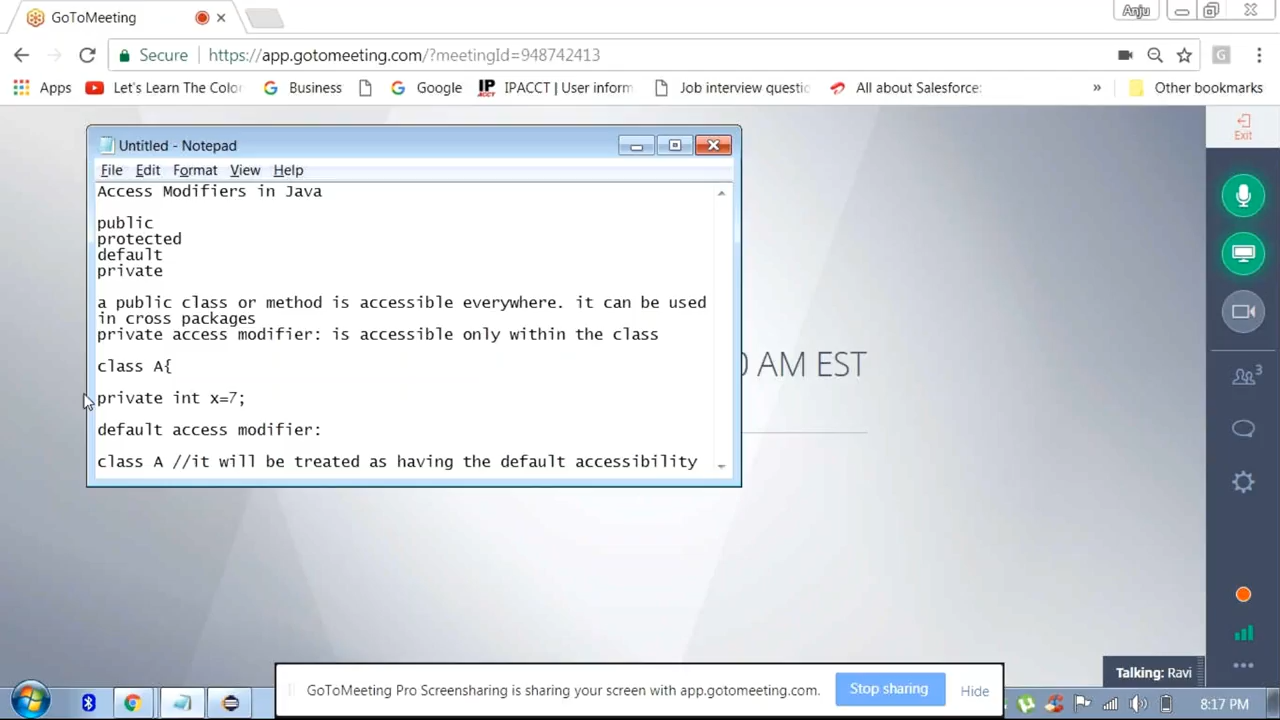 GoToMeeting
Anju
Secure https://app.gotomeeting.com/?meetingId=948742413
Apps Let's Learn The Color Business Google IPACCT | User inform Job interview questic All about Salesforce: » Other bookmarks
Exit
Untitled - Notepad
File Edit Format View Help
Access Modifiers in Java
public
protected
default
private
a public class or method is accessible everywhere. it can be used
in cross packages
private access modifier: is accessible only within the class
class A{
private int x=7;
default access modifier:
class A //it will be treated as having the default accessibility
0 AM EST
3
Talking: Ravi
GoToMeeting Pro Screensharing is sharing your screen with app.gotomeeting.com. Stop sharing Hide
8:17 PM